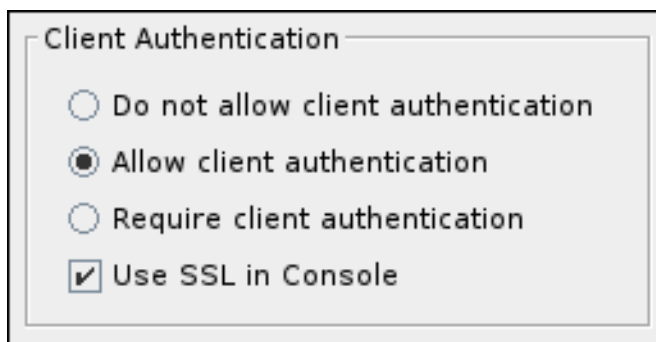 Client Authentication
Do not allow client authentication
Allow client authentication
Require client authentication
Use SSL in Console